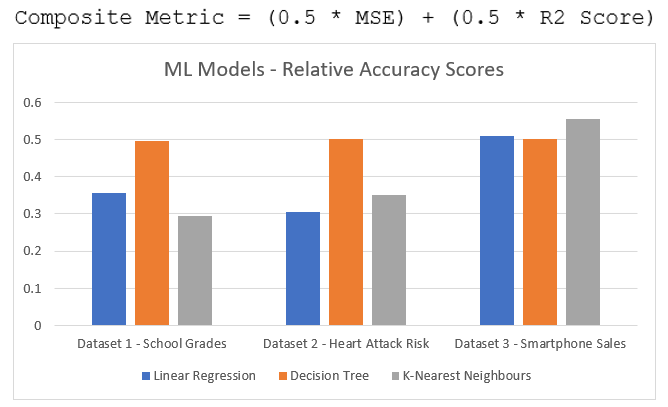 Composite Metric = (0.5 * MSE) + (0.5 * R2 Score)
ML Models - Relative Accuracy Scores
0.6
0.5
0.4
0.3
0.2
0.1
0
Dataset 1 - School Grades Dataset 2 - Heart Attack Risk Dataset 3 - Smartphone Sales
Linear Regression Decision Tree K-Nearest Neighbours